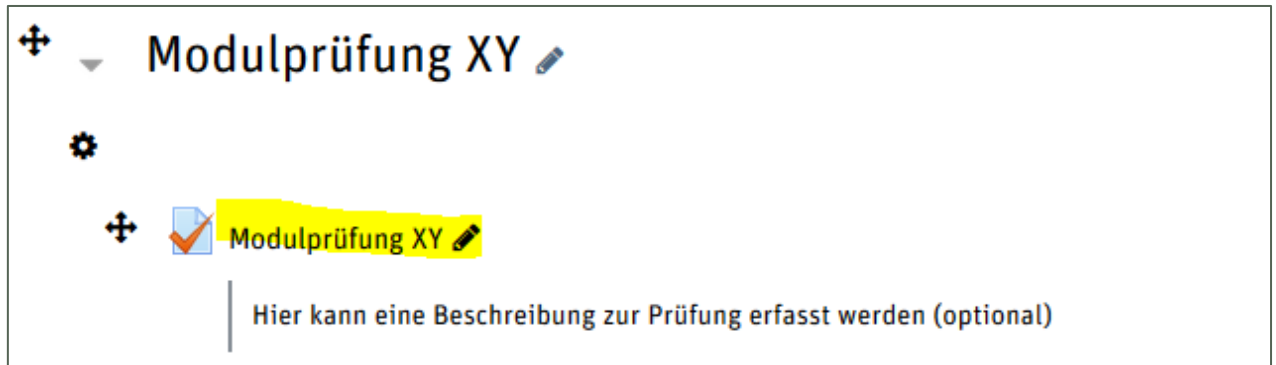 Modulprüfung XY
Modulprüfung XY
Hier kann eine Beschreibung zur Prüfung erfasst werden (optional)